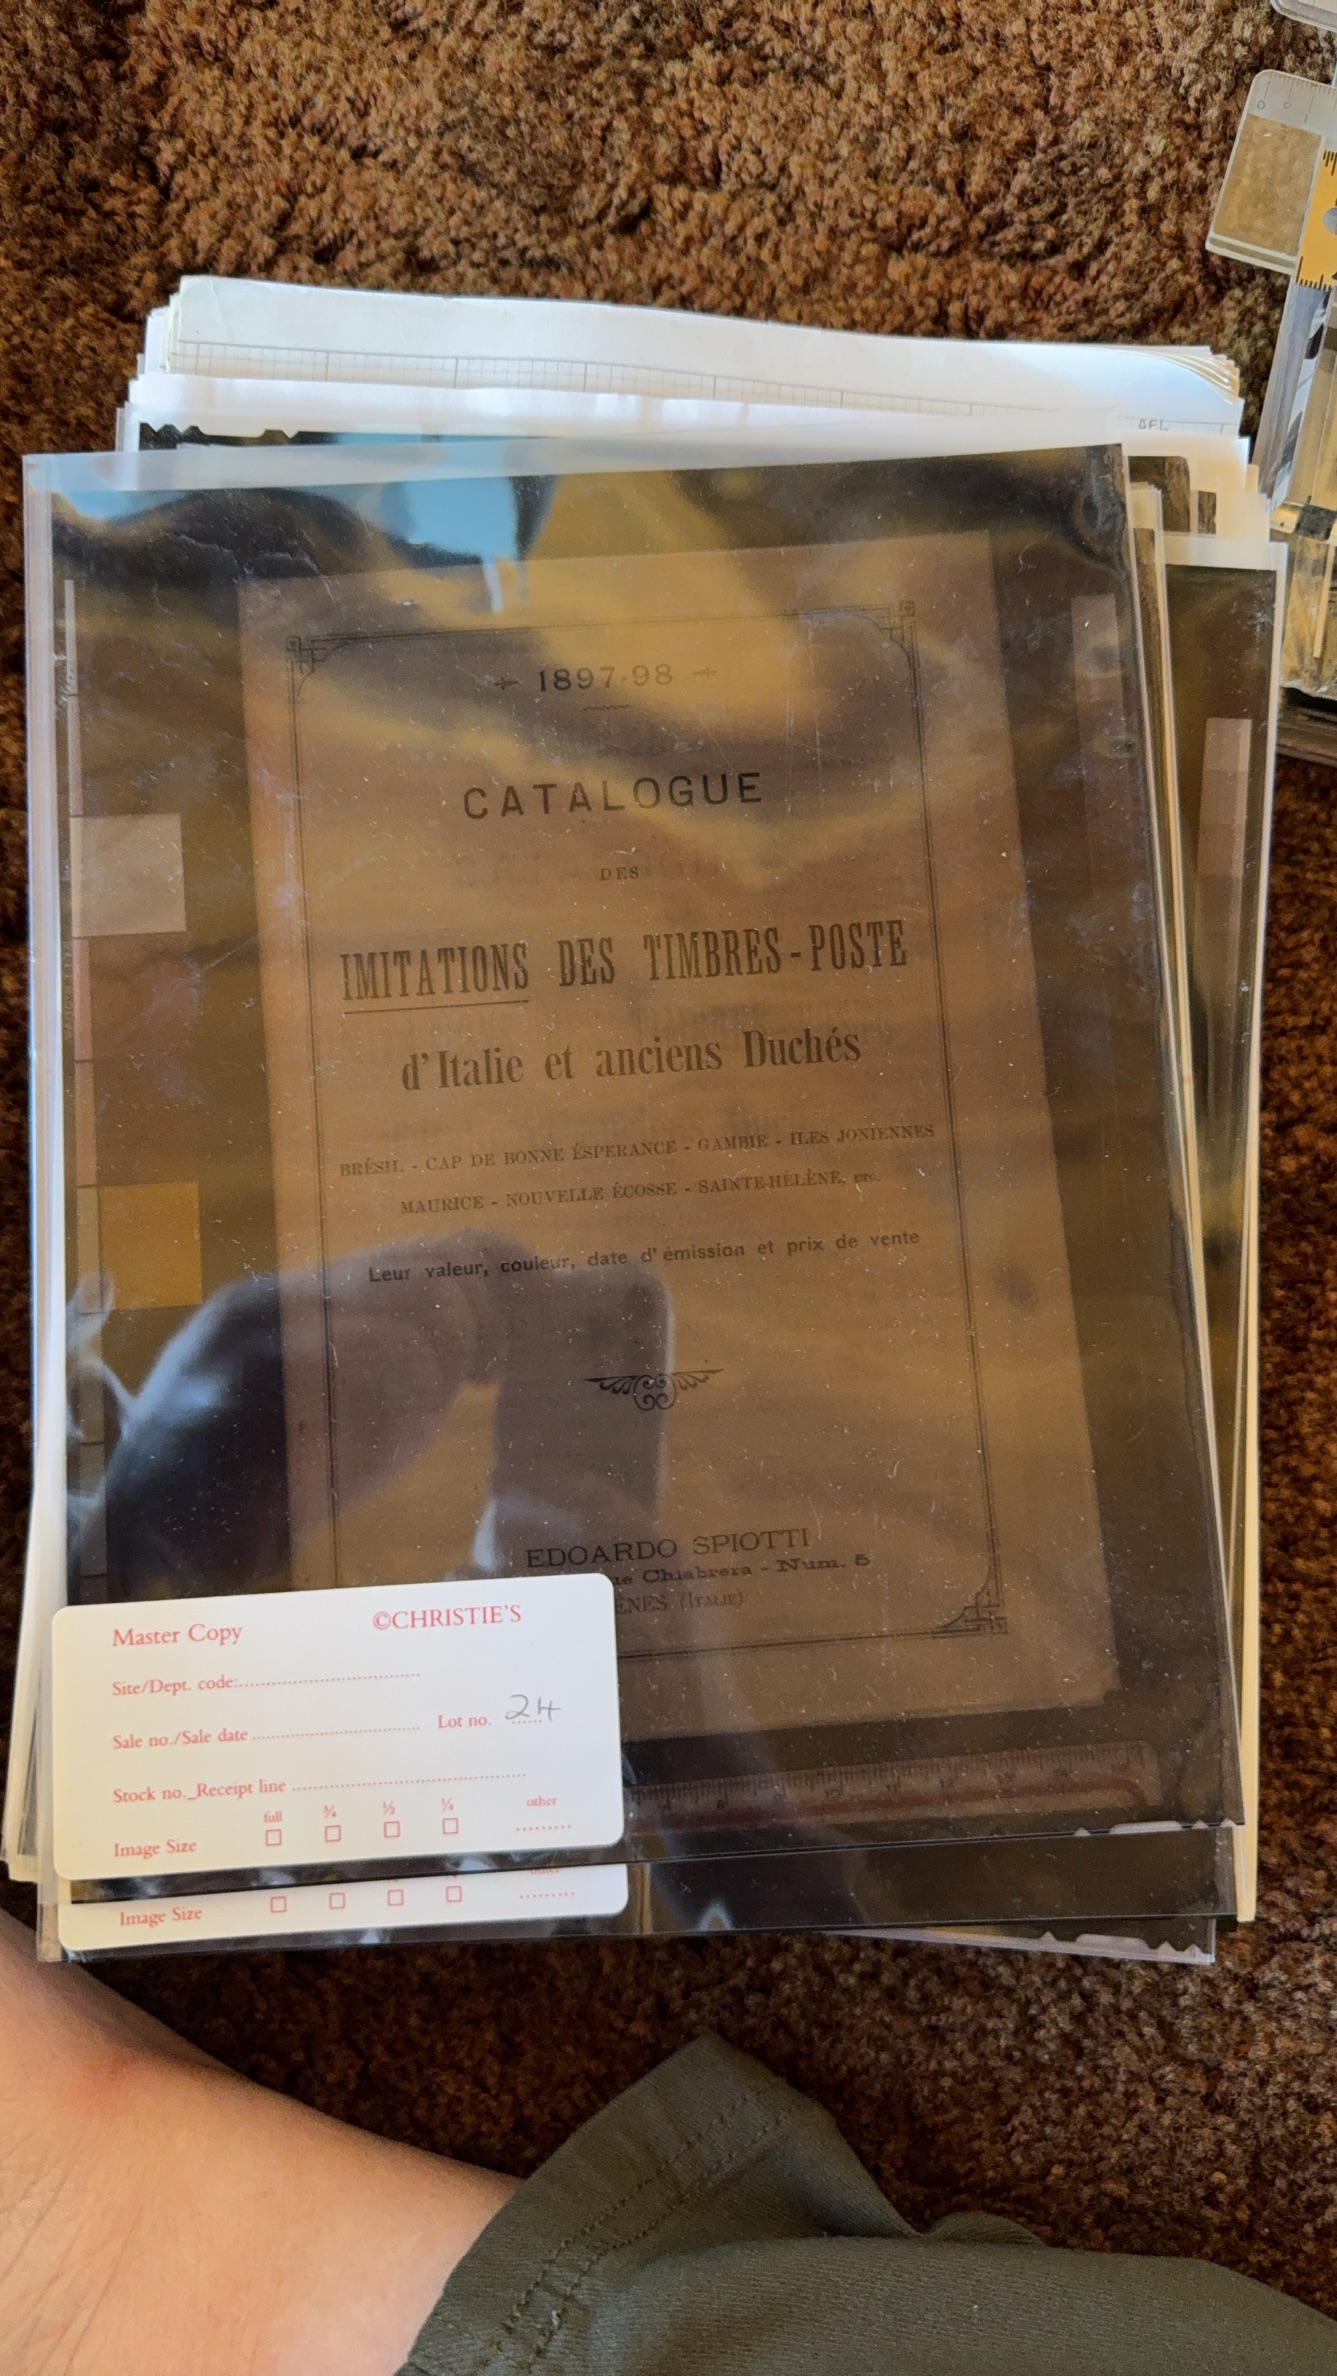 1897-98
CATALOGUE
DES
IMITATIONS DES TIMBRES-POSTE
d'Italie et anciens Duchés
BRÉSIL - CAP DE BONNE ÉSPERANCE - GAMBIE - ILES JONIENNES
MAURICE - NOUVELLE ÉCOSSE - SAINTE-HÉLÈNE, ETC.
Leur valeur, couleur, date d'émission et prix de vente
EDOARDO SPIOTTI
Chiabrera - Num. 5
(ITALIE)
Master Copy ©CHRISTIE'S
Site/Dept. code:
Sale no./Sale date Lot no. 24
Stock no._Receipt line
full ¾ ½ ¼ other
Image Size
Image Size